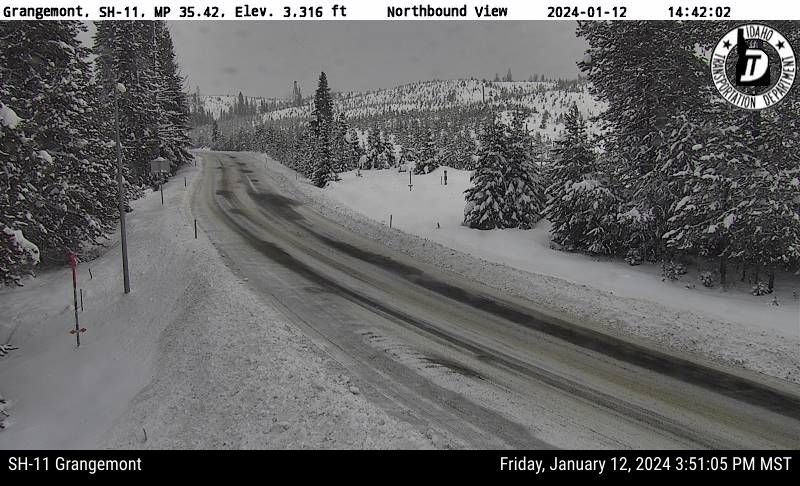 Grangemont, SH-11, MP 35.42, Elev. 3,316 ft Northbound View 2024-01-12 14:42:02
IDAHO TRANSPORTATION DEPARTMENT
SH-11 Grangemont Friday, January 12, 2024 3:51:05 PM MST